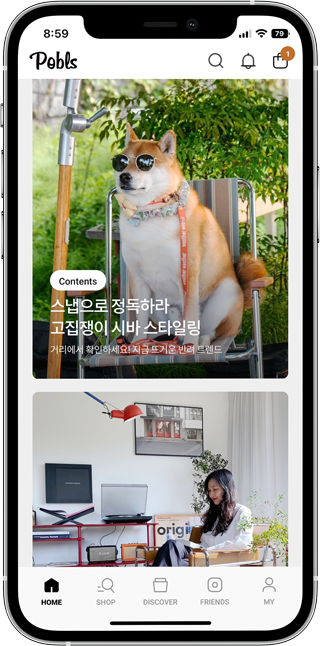 8:59
79
Pobls
1
Contents
스냅으로 정독하라
고집쟁이 시바 스타일링
거리에서 확인하세요! 지금 뜨거운 반려 트렌드
origi
HOME
SHOP
DISCOVER
FRIENDS
MY